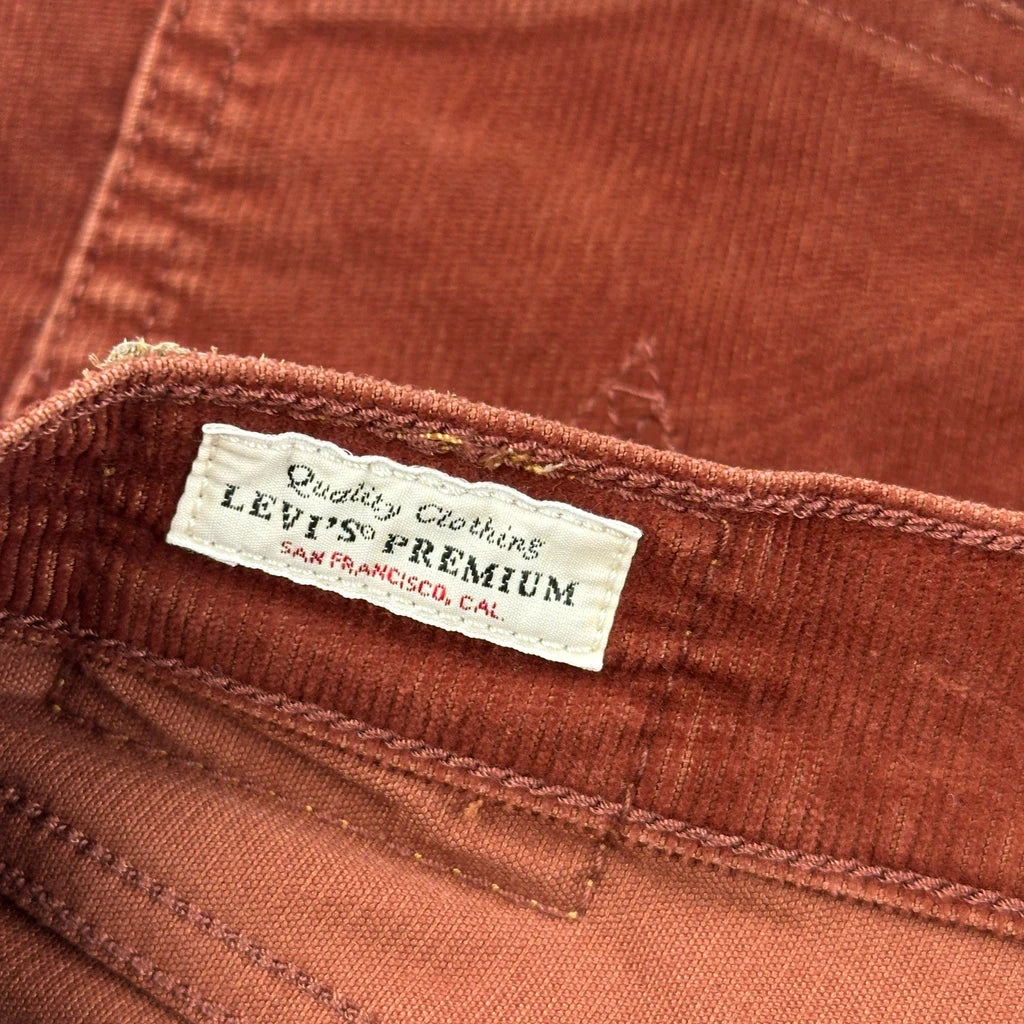 Quality Clothing
LEVI'S® PREMIUM
SAN FRANCISCO, CAL.